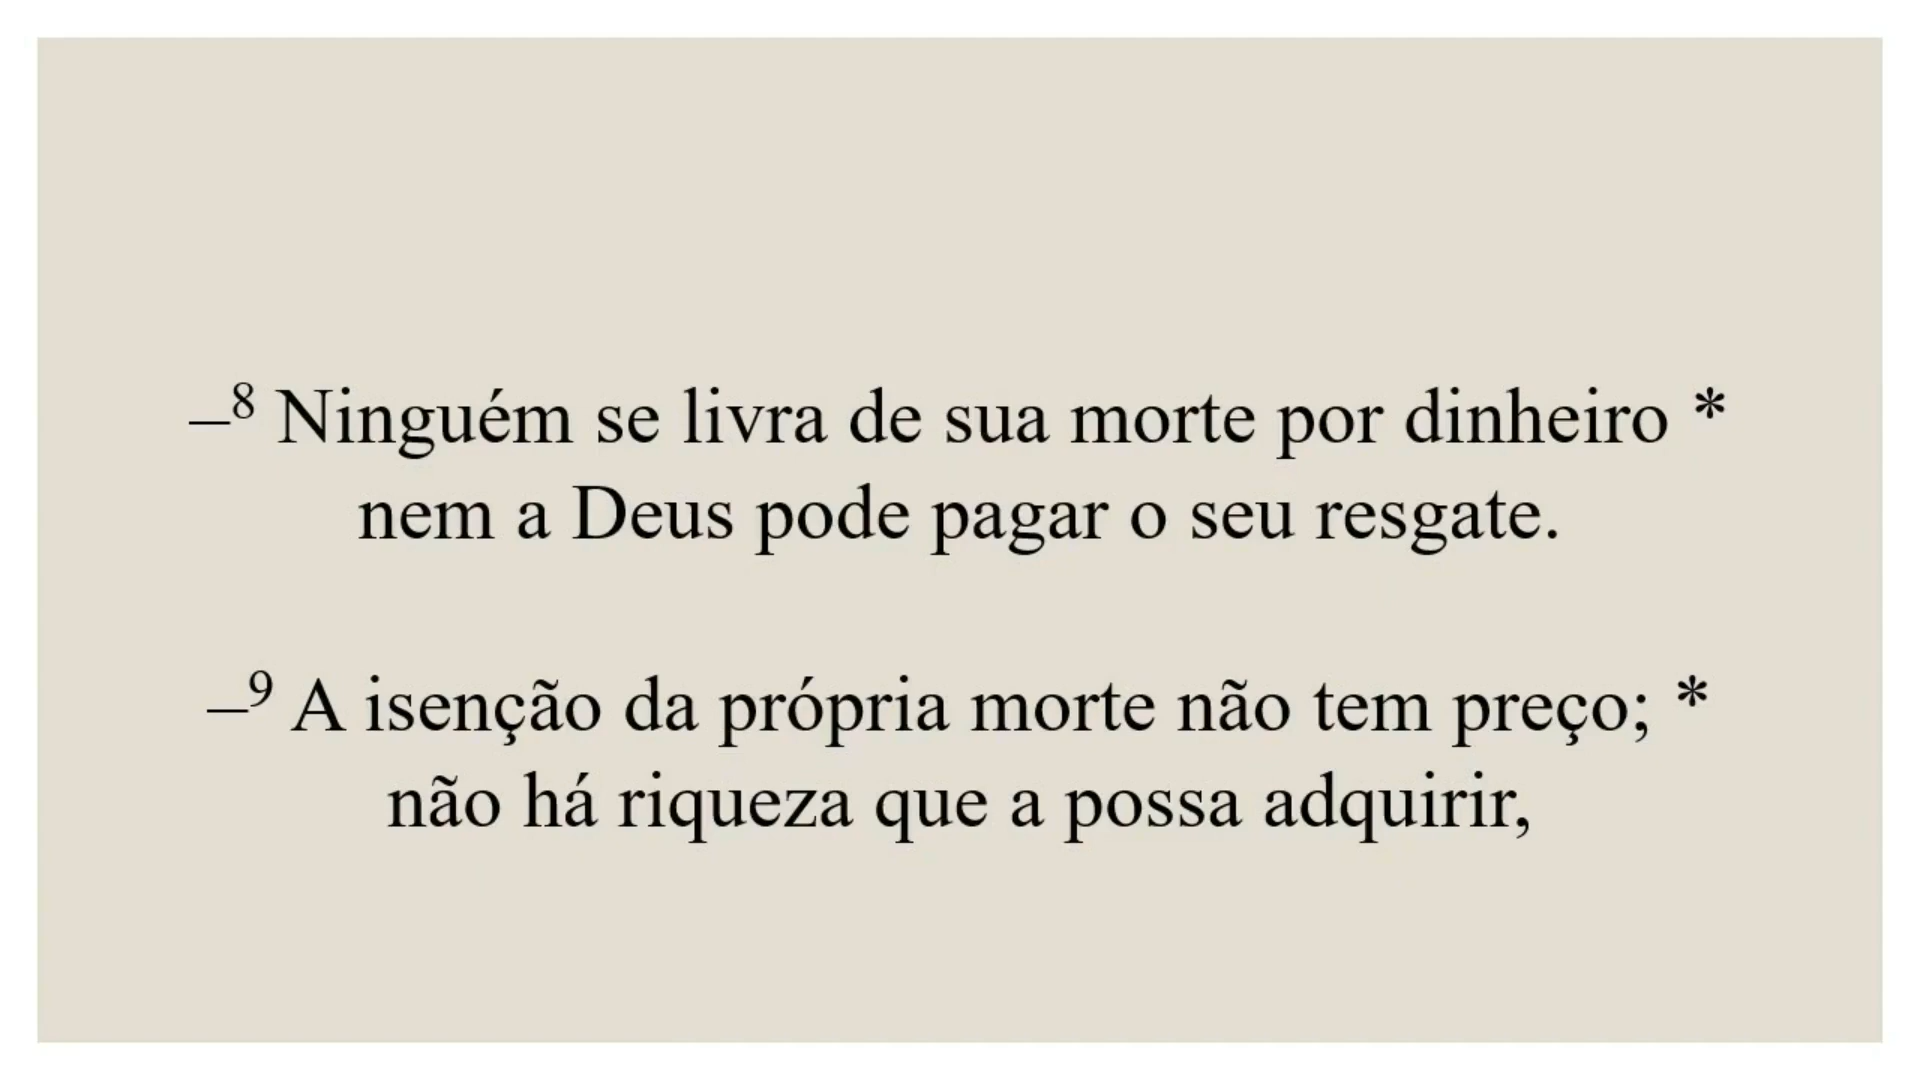 –⁸ Ninguém se livra de sua morte por dinheiro *
nem a Deus pode pagar o seu resgate.
–⁹ A isenção da própria morte não tem preço; *
não há riqueza que a possa adquirir,